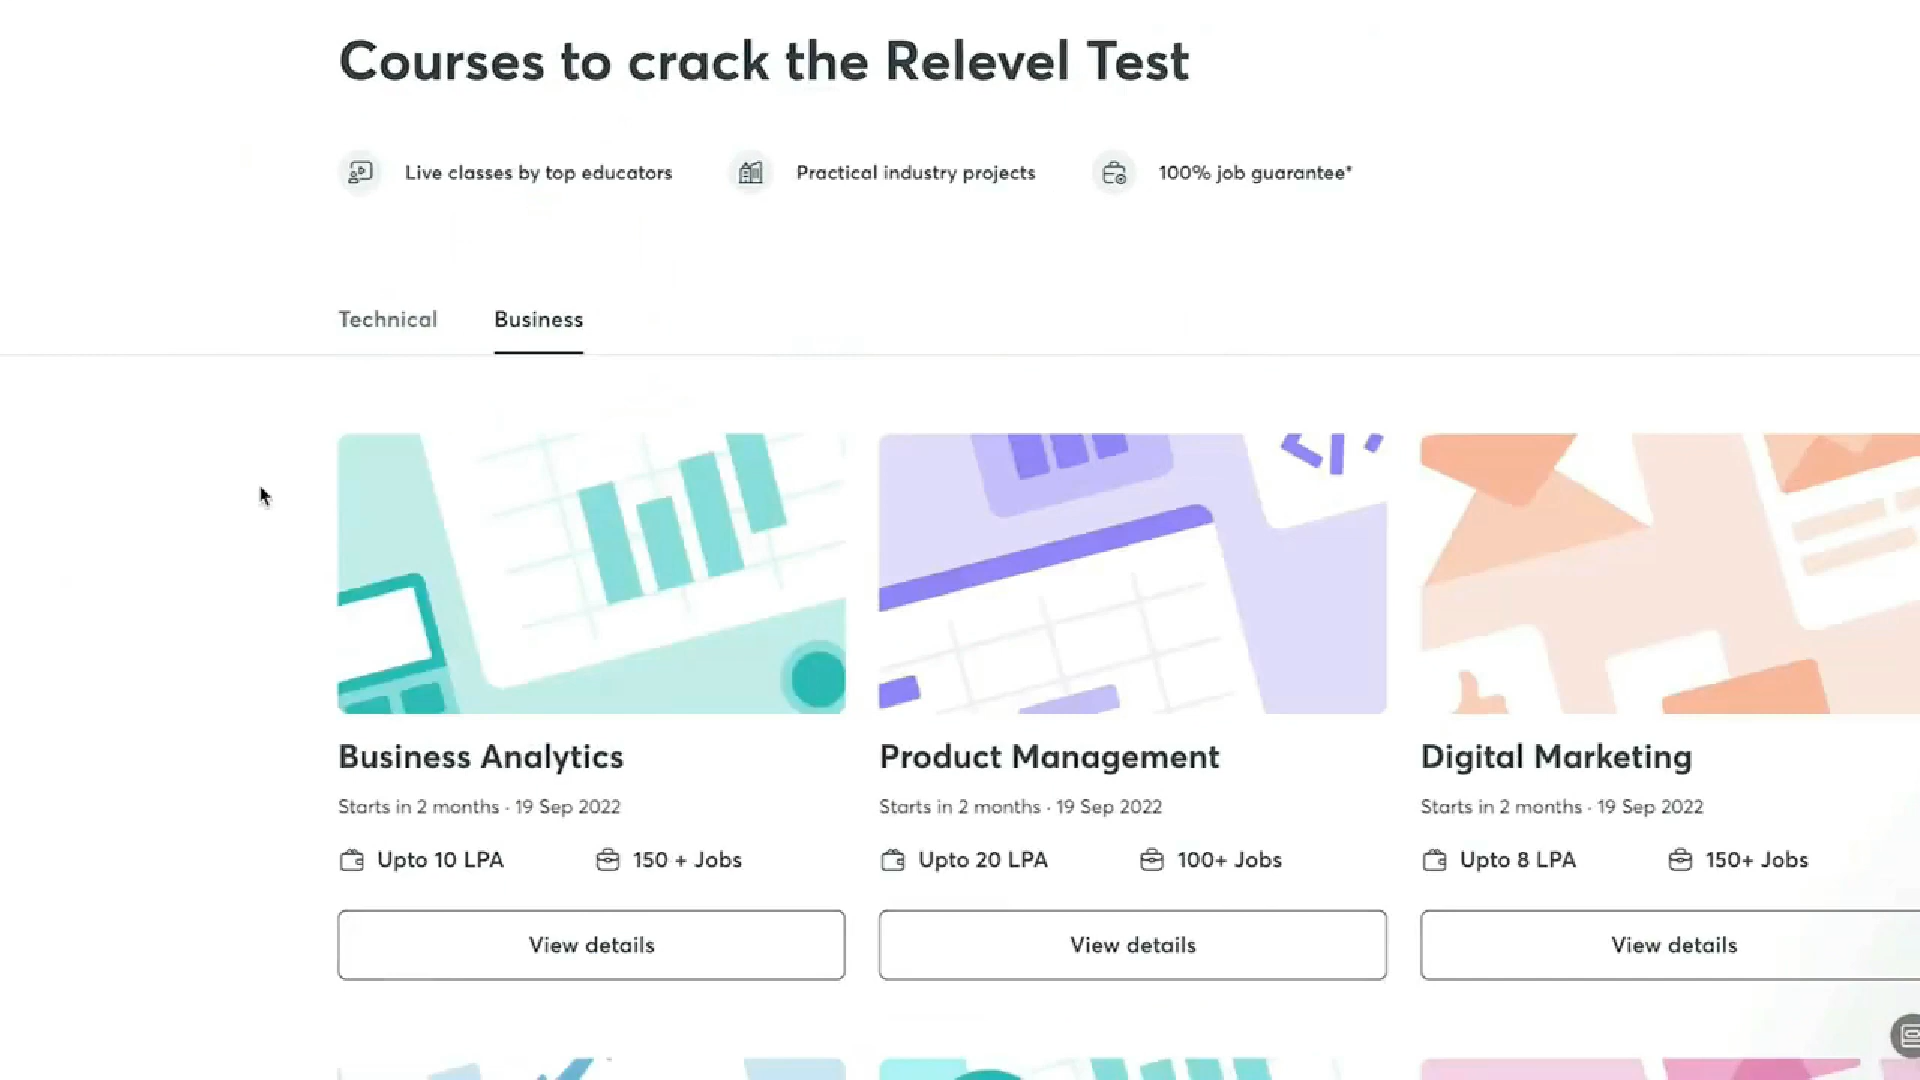 Courses to crack the Relevel Test
Live classes by top educators
Practical industry projects
100% job guarantee*
Technical
Business
Business Analytics
Starts in 2 months · 19 Sep 2022
Upto 10 LPA
150 + Jobs
View details
Product Management
Starts in 2 months · 19 Sep 2022
Upto 20 LPA
100+ Jobs
View details
Digital Marketing
Starts in 2 months · 19 Sep 2022
Upto 8 LPA
150+ Jobs
View details